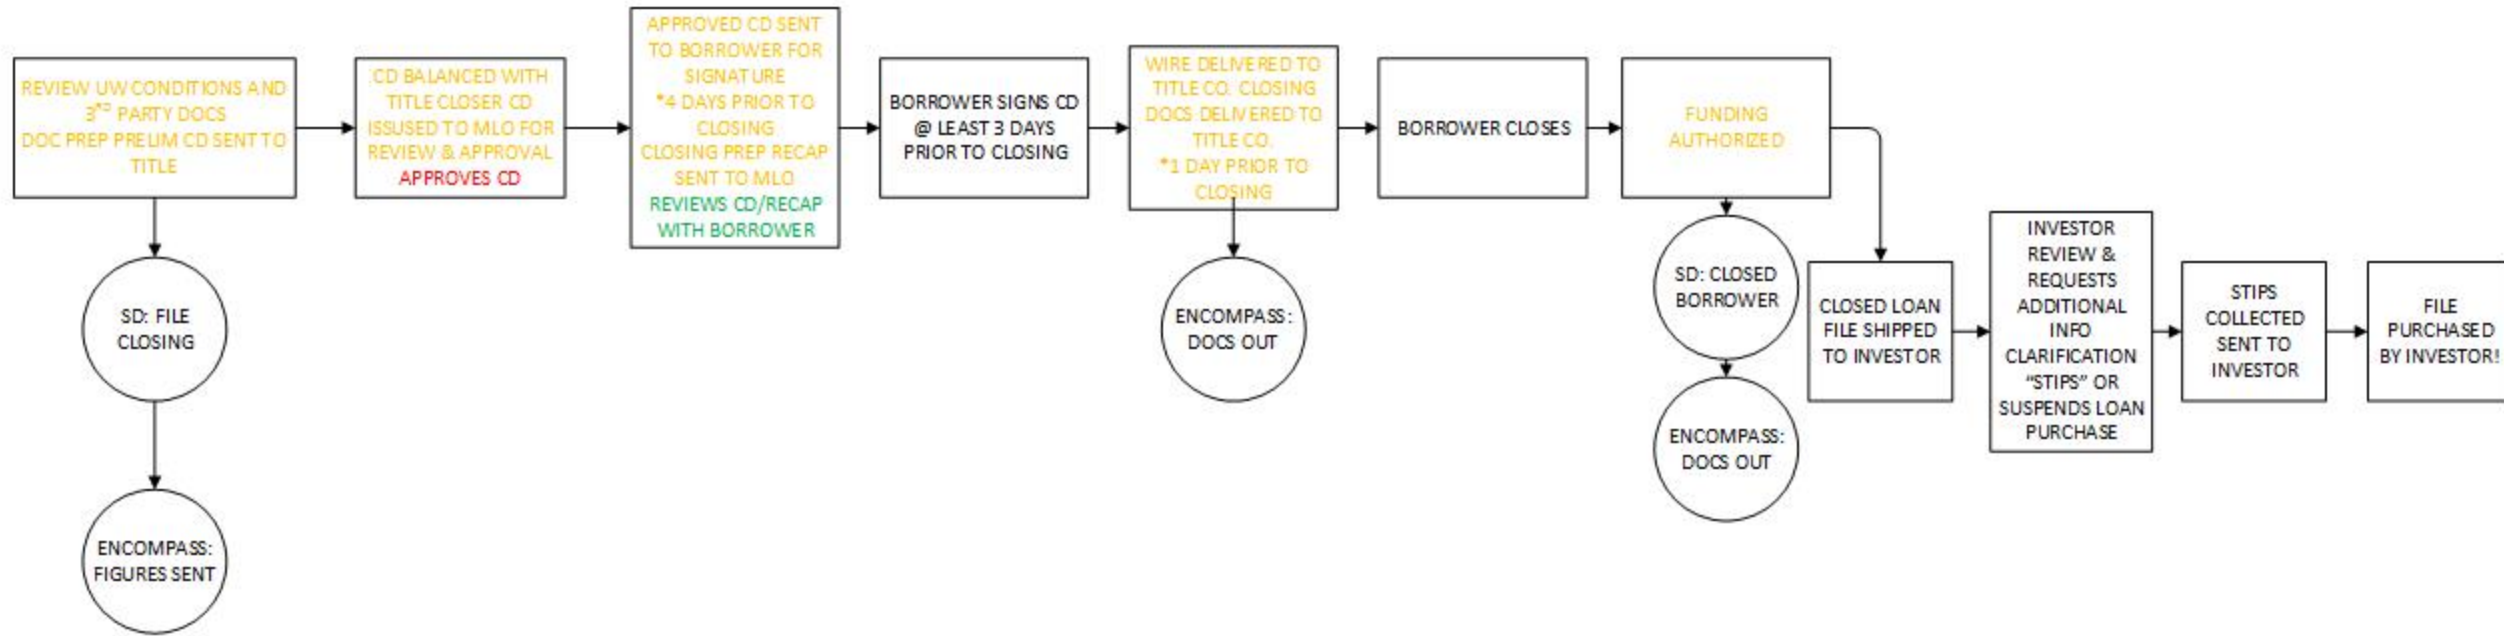 REVIEW UW CONDITIONS AND
3RD PARTY DOCS
DOC PREP PRELIM CD SENT TO
TITLE
CD BALANCED WITH
TITLE CLOSER CD
ISSUSED TO MLO FOR
REVIEW & APPROVAL
APPROVES CD
APPROVED CD SENT
TO BORROWER FOR
SIGNATURE
*4 DAYS PRIOR TO
CLOSING
CLOSING PREP RECAP
SENT TO MLO
REVIEWS CD/RECAP
WITH BORROWER
BORROWER SIGNS CD
@ LEAST 3 DAYS
PRIOR TO CLOSING
WIRE DELIVERED TO
TITLE CO. CLOSING
DOCS DELIVERED TO
TITLE CO.
*1 DAY PRIOR TO
CLOSING
BORROWER CLOSES
FUNDING
AUTHORIZED
SD: FILE
CLOSING
ENCOMPASS:
FIGURES SENT
ENCOMPASS:
DOCS OUT
SD: CLOSED
BORROWER
ENCOMPASS:
DOCS OUT
CLOSED LOAN
FILE SHIPPED
TO INVESTOR
INVESTOR
REVIEW &
REQUESTS
ADDITIONAL
INFO
CLARIFICATION
“STIPS” OR
SUSPENDS LOAN
PURCHASE
STIPS
COLLECTED
SENT TO
INVESTOR
FILE
PURCHASED
BY INVESTOR!